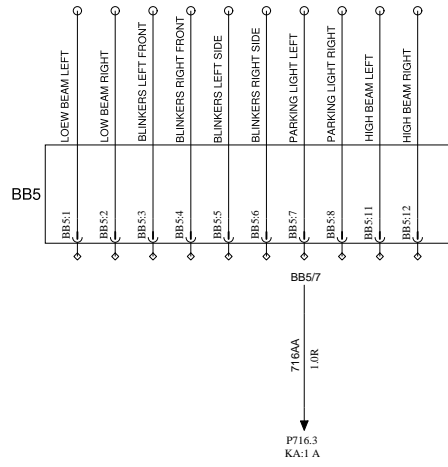 LOEW BEAM LEFT
LOW BEAM RIGHT
BLINKERS LEFT FRONT
BLINKERS RIGHT FRONT
BLINKERS LEFT SIDE
BLINKERS RIGHT SIDE
PARKING LIGHT LEFT
PARKING LIGHT RIGHT
HIGH BEAM LEFT
HIGH BEAM RIGHT
BB5
BB5:1
BB5:2
BB5:3
BB5:4
BB5:5
BB5:6
BB5:7
BB5:8
BB5:11
BB5:12
BB5/7
716AA
1.0R
P716.3
KA:1 A